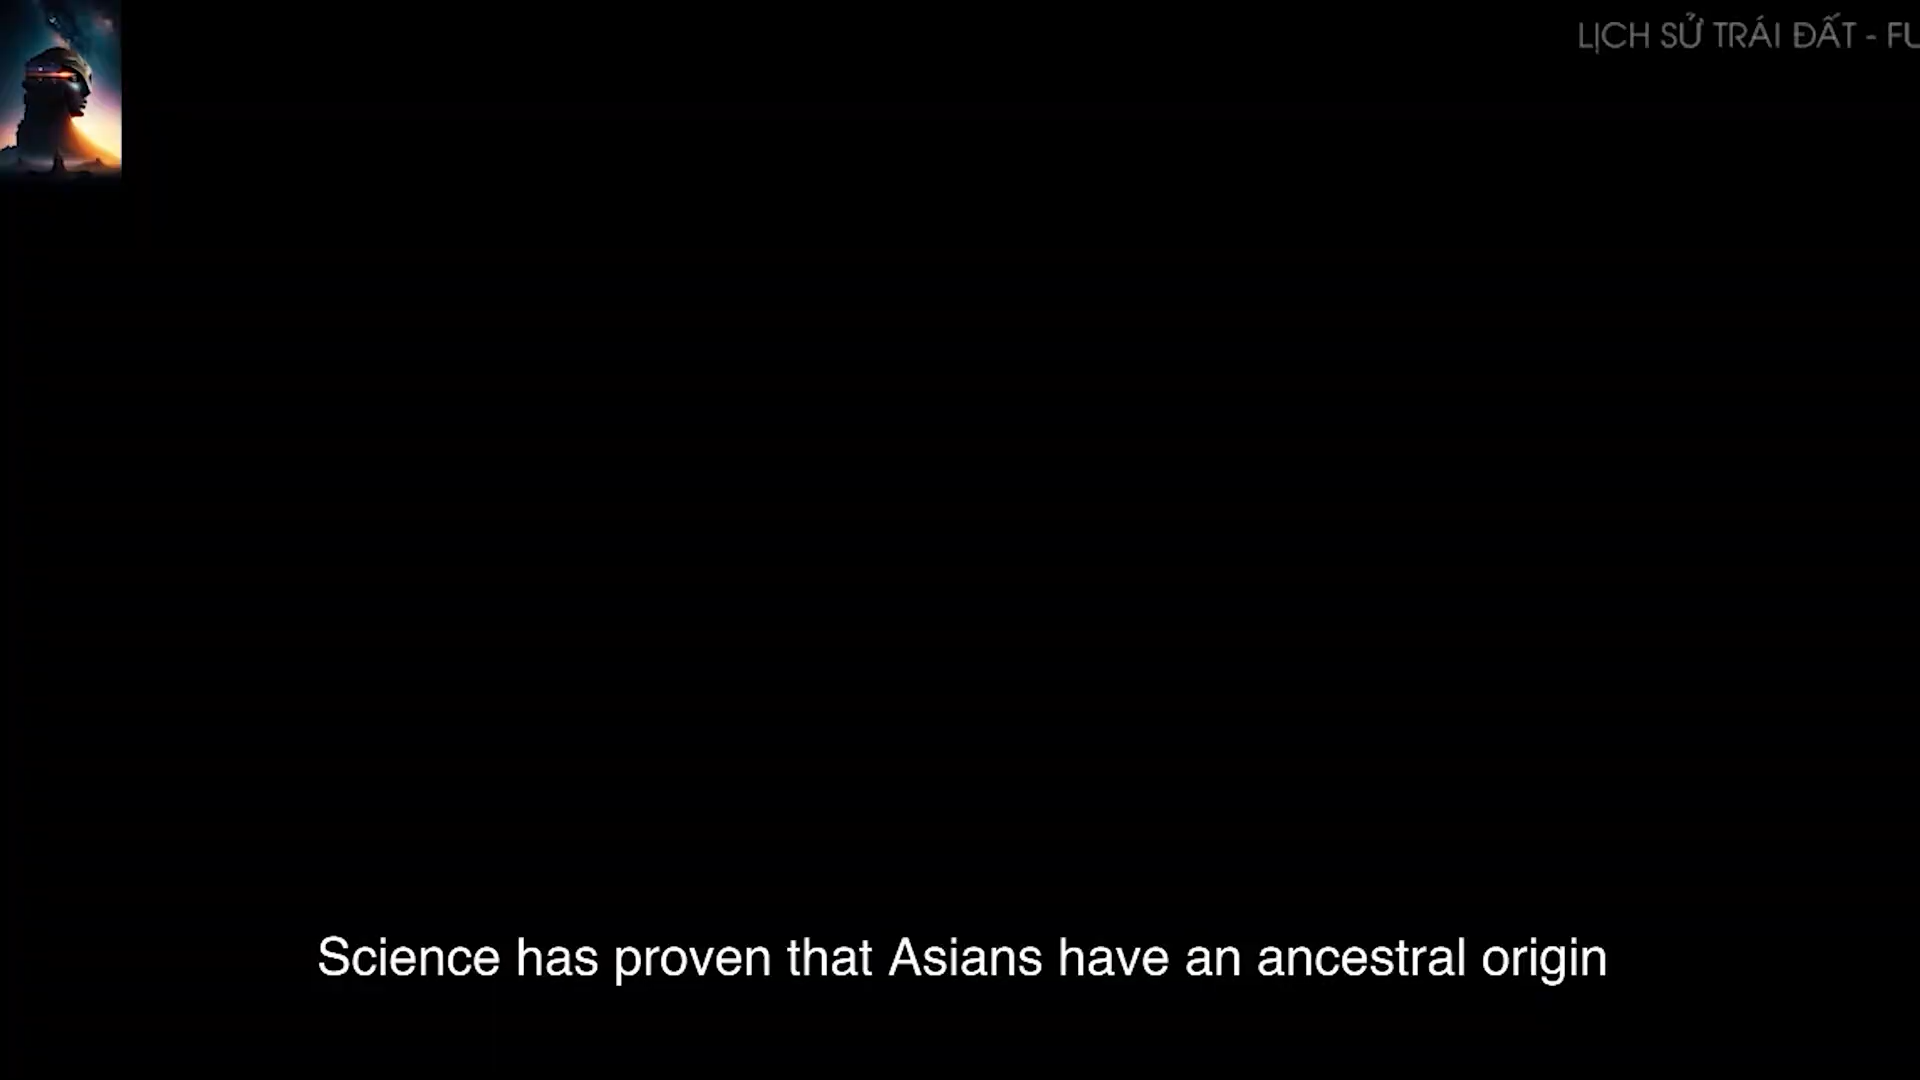 LỊCH SỬ TRÁI ĐẤT - FU
Science has proven that Asians have an ancestral origin